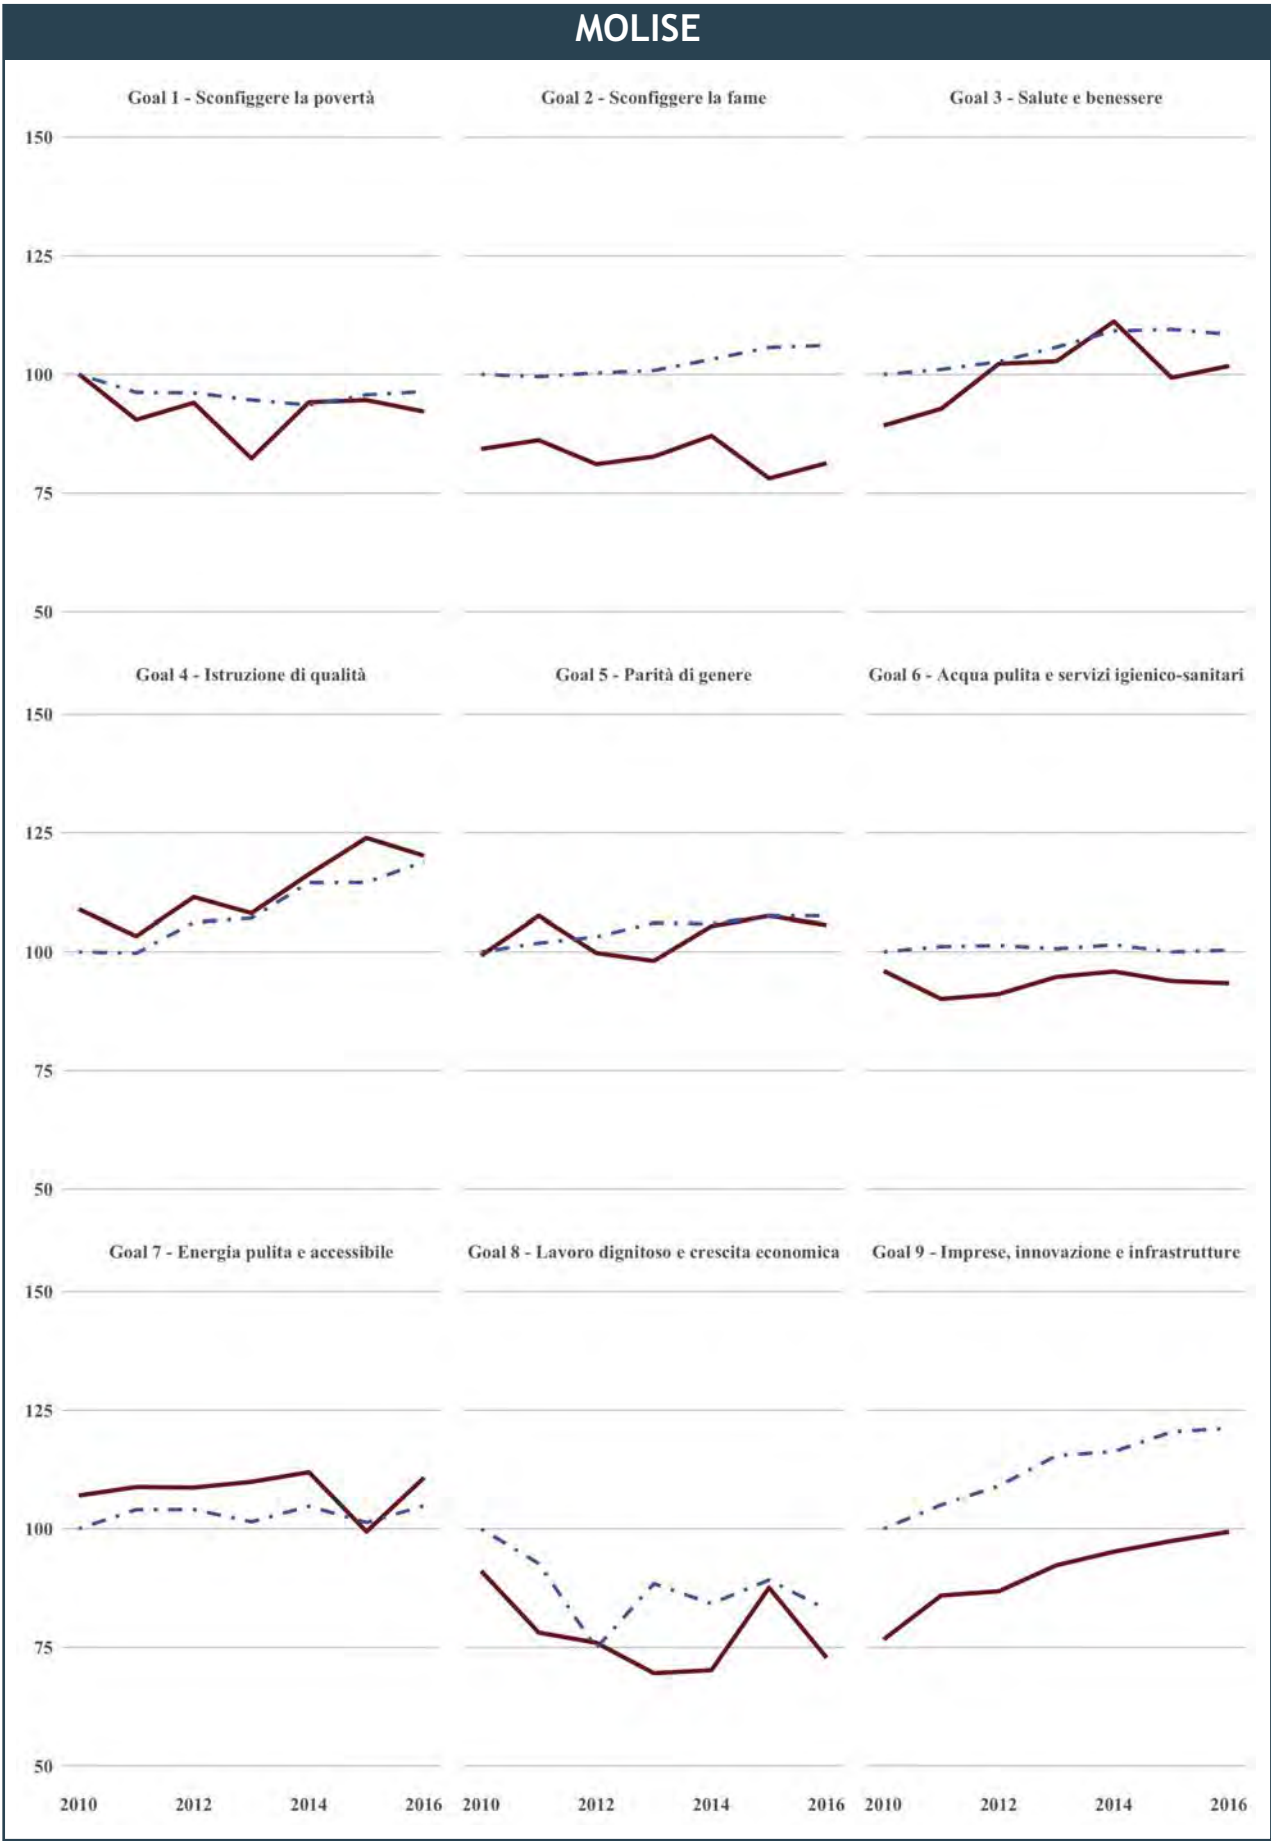 MOLISE
Goal 1 - Sconfiggere la povertà
Goal 2 - Sconfiggere la fame
Goal 3 - Salute e benessere
150
125
100
75
50
Goal 4 - Istruzione di qualità
Goal 5 - Parità di genere
Goal 6 - Acqua pulita e servizi igienico-sanitari
150
125
100
75
50
Goal 7 - Energia pulita e accessibile
Goal 8 - Lavoro dignitoso e crescita economica
Goal 9 - Imprese, innovazione e infrastrutture
150
125
100
75
50
2010 2012 2014 2016
2010 2012 2014 2016
2010 2012 2014 2016